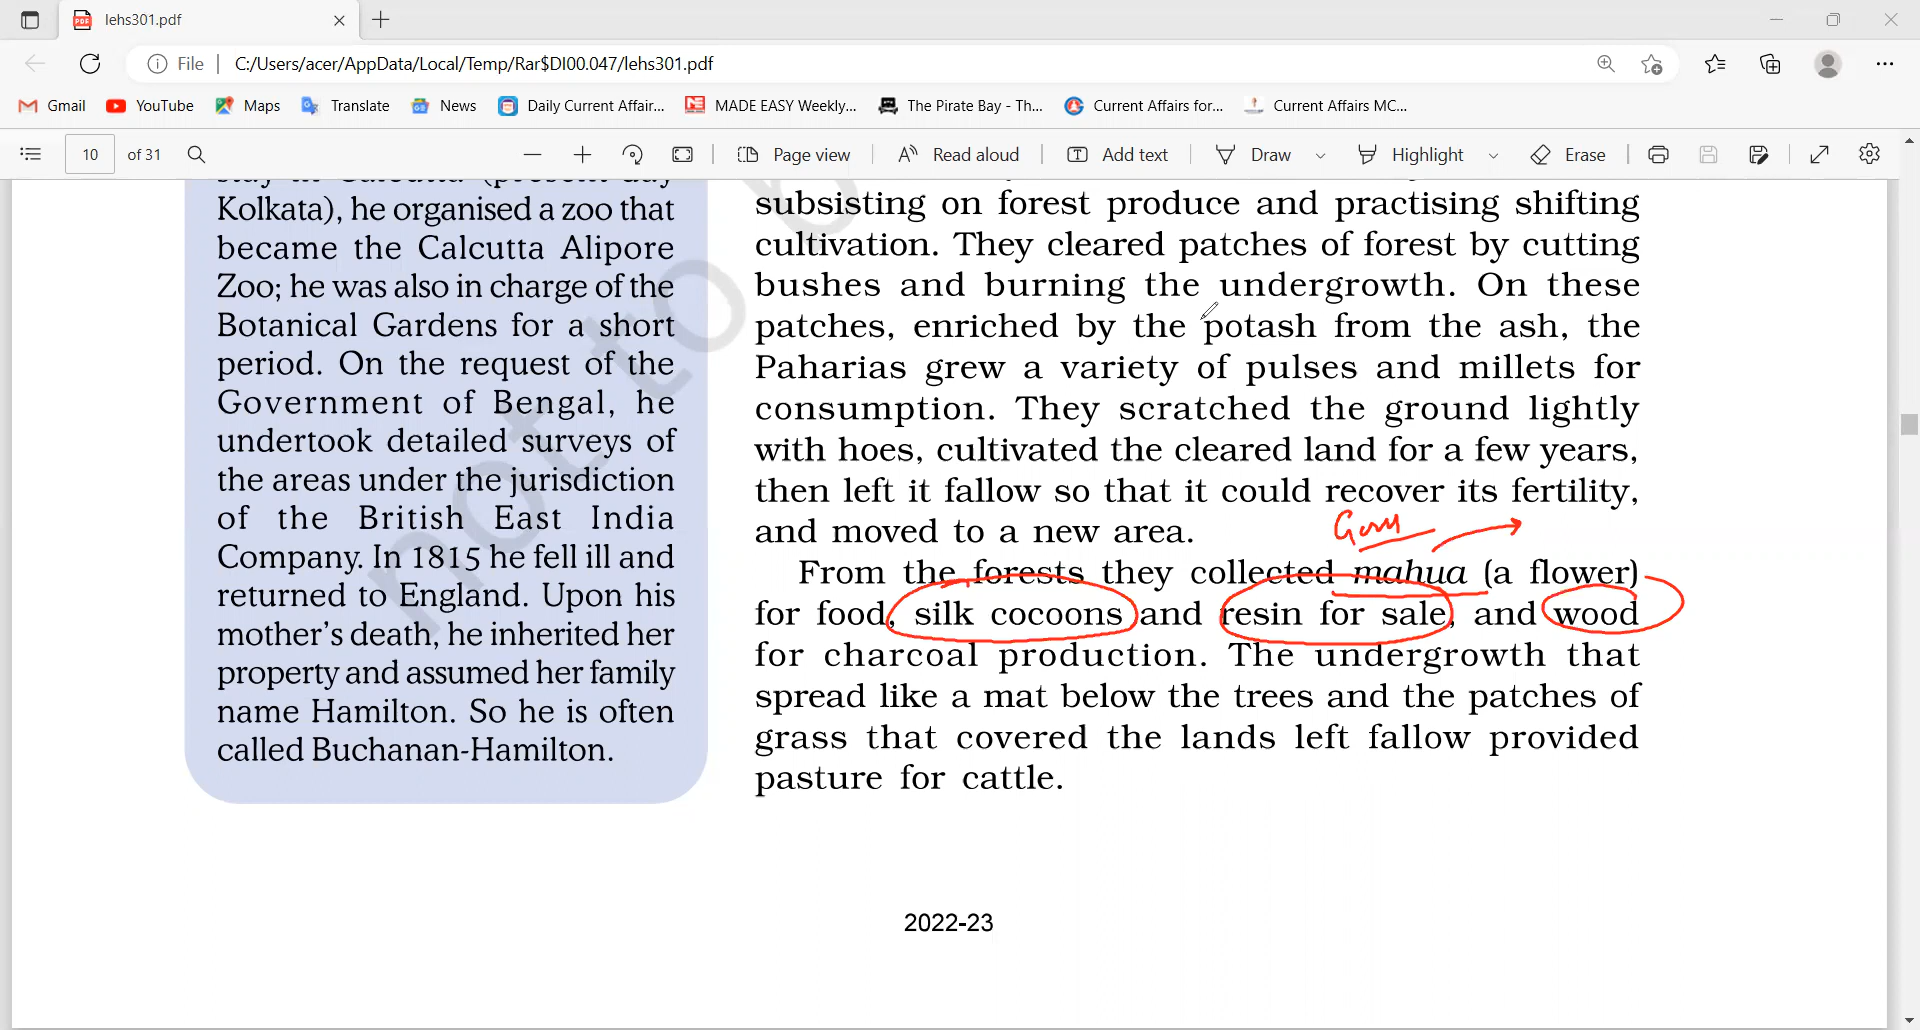 lehs301.pdf
File
C:/Users/acer/AppData/Local/Temp/Rar$DI00.047/lehs301.pdf
Gmail YouTube Maps Translate News Daily Current Affair... MADE EASY Weekly... The Pirate Bay - Th... Current Affairs for... Current Affairs MC...
10 of 31 Page view Read aloud Add text Draw Highlight Erase
stay in Calcutta (present-day
Kolkata), he organised a zoo that
became the Calcutta Alipore
Zoo; he was also in charge of the
Botanical Gardens for a short
period. On the request of the
Government of Bengal, he
undertook detailed surveys of
the areas under the jurisdiction
of the British East India
Company. In 1815 he fell ill and
returned to England. Upon his
mother's death, he inherited her
property and assumed her family
name Hamilton. So he is often
called Buchanan-Hamilton.
subsisting on forest produce and practising shifting
cultivation. They cleared patches of forest by cutting
bushes and burning the undergrowth. On these
patches, enriched by the potash from the ash, the
Paharias grew a variety of pulses and millets for
consumption. They scratched the ground lightly
with hoes, cultivated the cleared land for a few years,
then left it fallow so that it could recover its fertility,
and moved to a new area.
From the forests they collected mahua (a flower)
for food, silk cocoons and resin for sale, and wood
for charcoal production. The undergrowth that
spread like a mat below the trees and the patches of
grass that covered the lands left fallow provided
pasture for cattle.
not to
2022-23